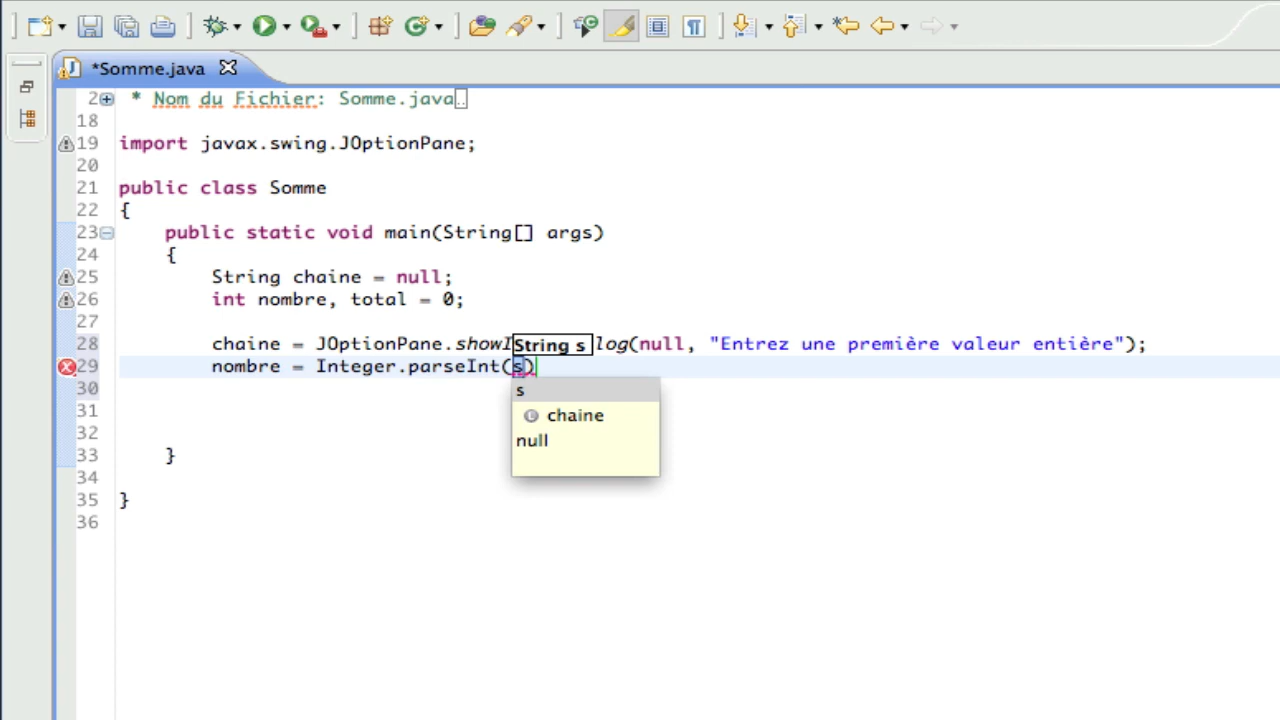 *Somme.java
2 * Nom du Fichier: Somme.java
18
19 import javax.swing.JOptionPane;
20
21 public class Somme
22 {
23 public static void main(String[] args)
24 {
25 String chaine = null;
26 int nombre, total = 0;
27
28 chaine = JOptionPane.showI String s log(null, "Entrez une première valeur entière");
29 nombre = Integer.parseInt(s)
30
s
31
chaine
32
null
33 }
34
35 }
36